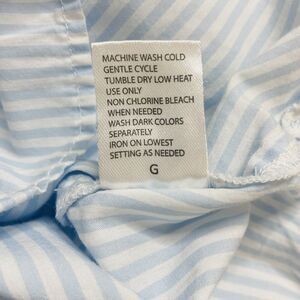 MACHINE WASH COLD
GENTLE CYCLE
TUMBLE DRY LOW HEAT
USE ONLY
NON CHLORINE BLEACH
WHEN NEEDED
WASH DARK COLORS
SEPARATELY
IRON ON LOWEST
SETTING AS NEEDED
G